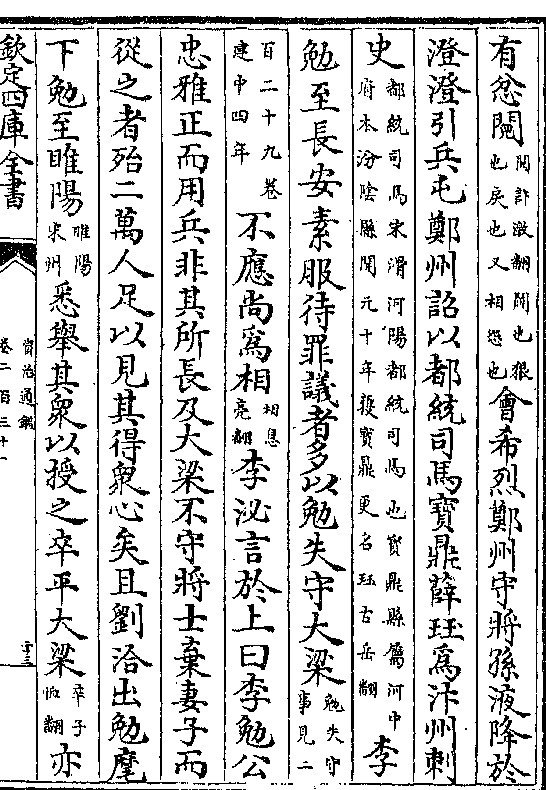 有忿鬩鬩許激翻鬩也狠也戾也又相怨也會希烈鄭州守將孫液降於
澄澄引兵屯鄭州詔以都統司馬寶鼎薛珏爲汴州刺
史都統司馬宋滑河陽都統司馬也寶鼎縣屬河中府本汾陰縣開元十年獲寶鼎更名珏古岳翻李
勉至長安素服待罪議者多以勉失守大梁勉失守事見二
百二十九卷建中四年不應尚爲相相息亮翻李泌言於上曰李勉公
忠雅正而用兵非其所長及大梁不守將士棄妻子而
從之者殆二萬人足以見其得衆心矣且劉洽出勉麾
下勉至睢陽睢陽宋州悉舉其衆以授之卒平大梁卒子恤翻亦
欽定四庫全書
資治通鑑
卷二百三十一